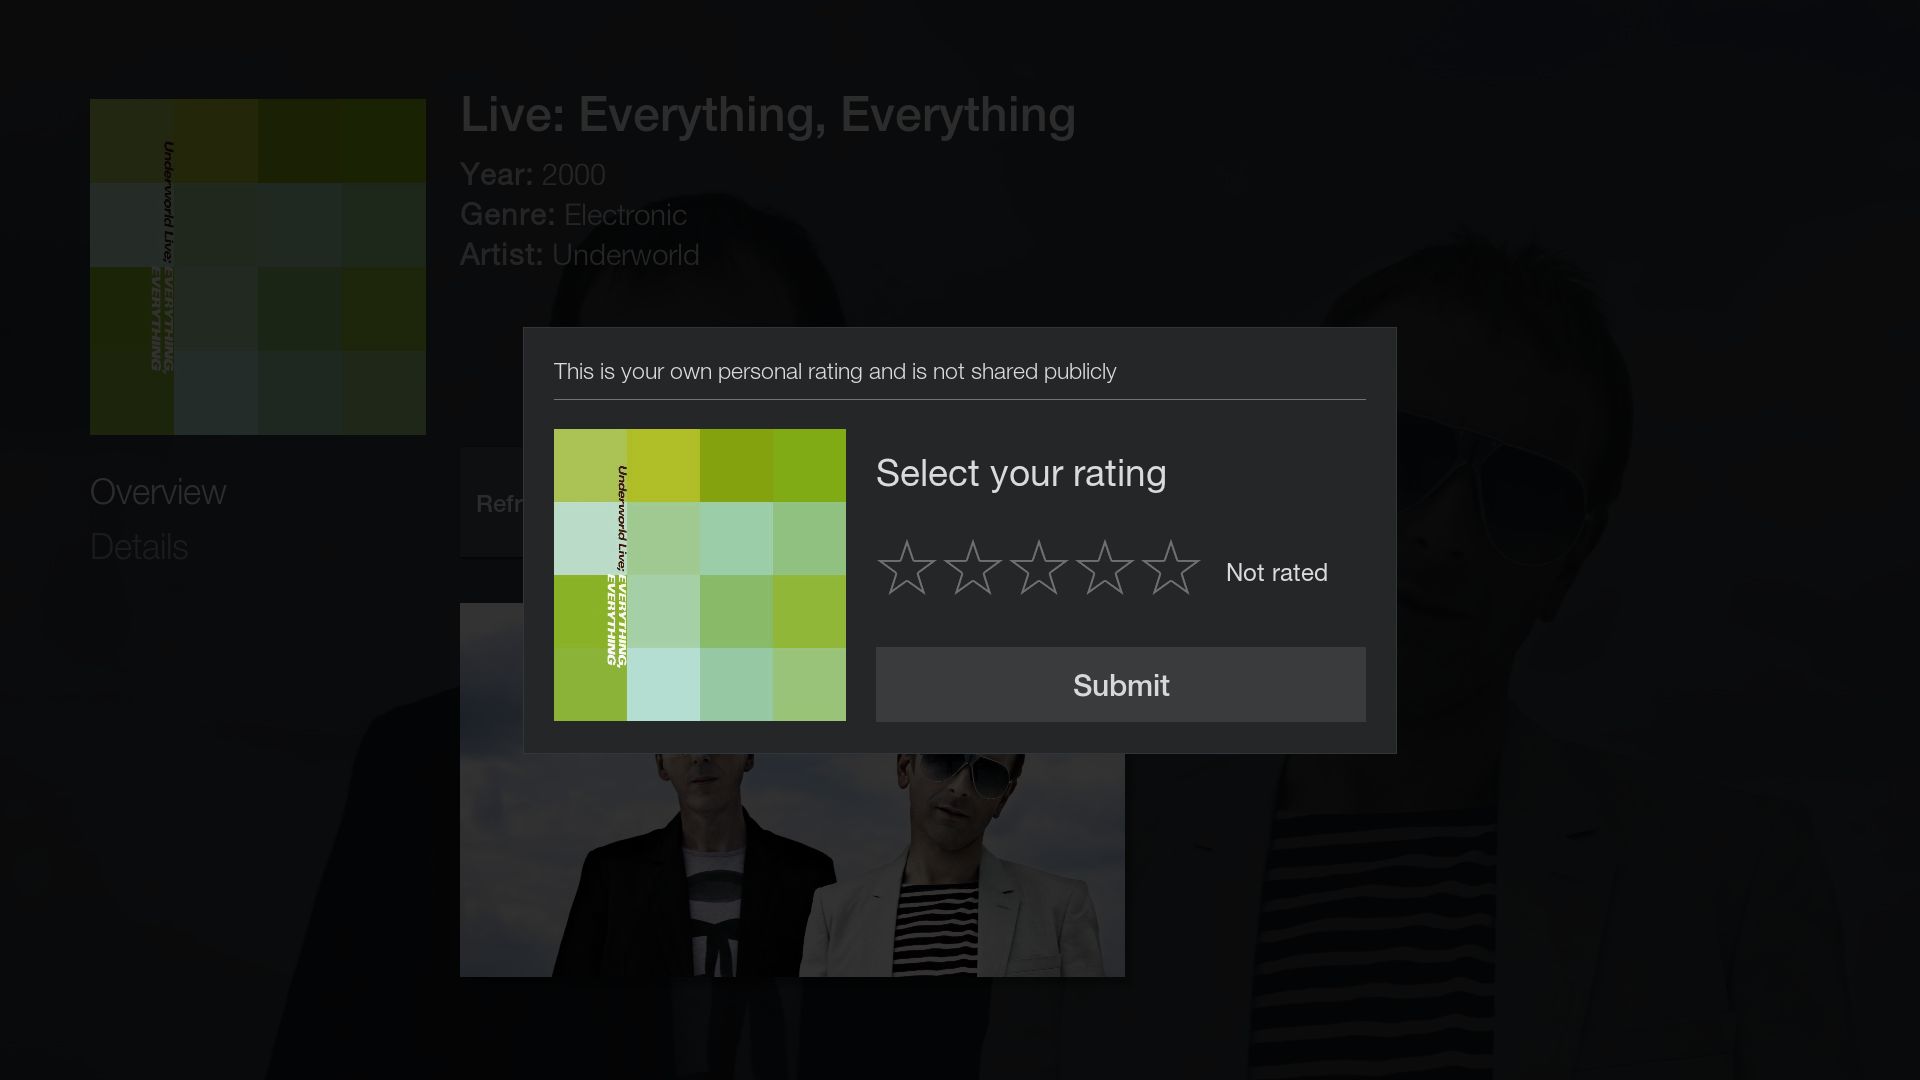 Live: Everything, Everything
Year: 2000
Genre: Electronic
Artist: Underworld
Underworld Live; EVERYTHING,
EVERYTHING
Overview
Details
Refr
This is your own personal rating and is not shared publicly
Underworld Live; EVERYTHING,
EVERYTHING
Select your rating
Not rated
Submit